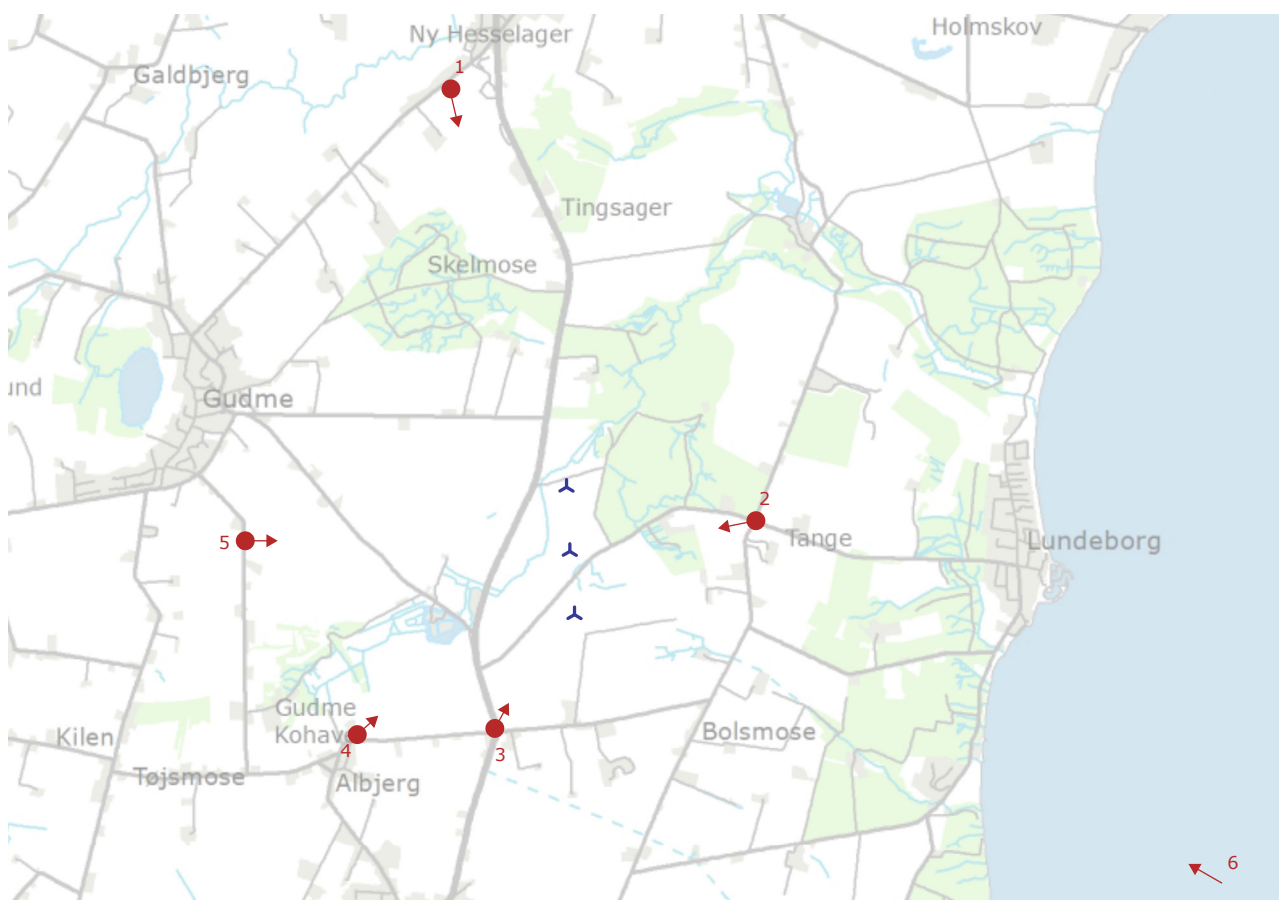 Holmskov
Ny Hesselager
1
Galdbjerg
Tingsager
Skelmose
und
Gudme
2
5
Tange
Lundeborg
Gudme
Kohave
Kilen
Bolsmose
4
3
Tøjsmose
Albjerg
6